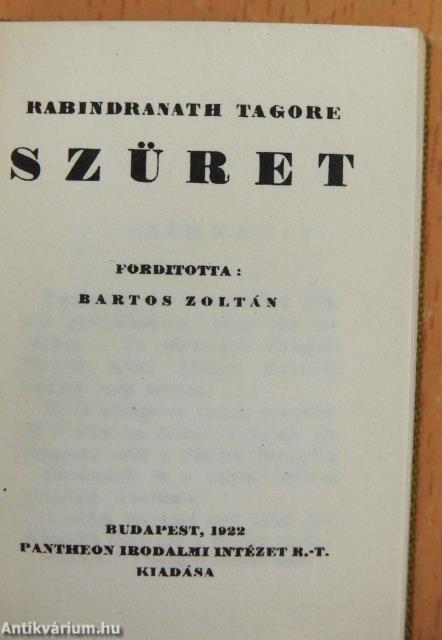 RABINDRANATH TAGORE
SZÜRET
FORDITOTTA:
BARTOS ZOLTÁN
BUDAPEST, 1922
PANTHEON IRODALMI INTÉZET R.-T.
KIADÁSA
Antikvárium.hu